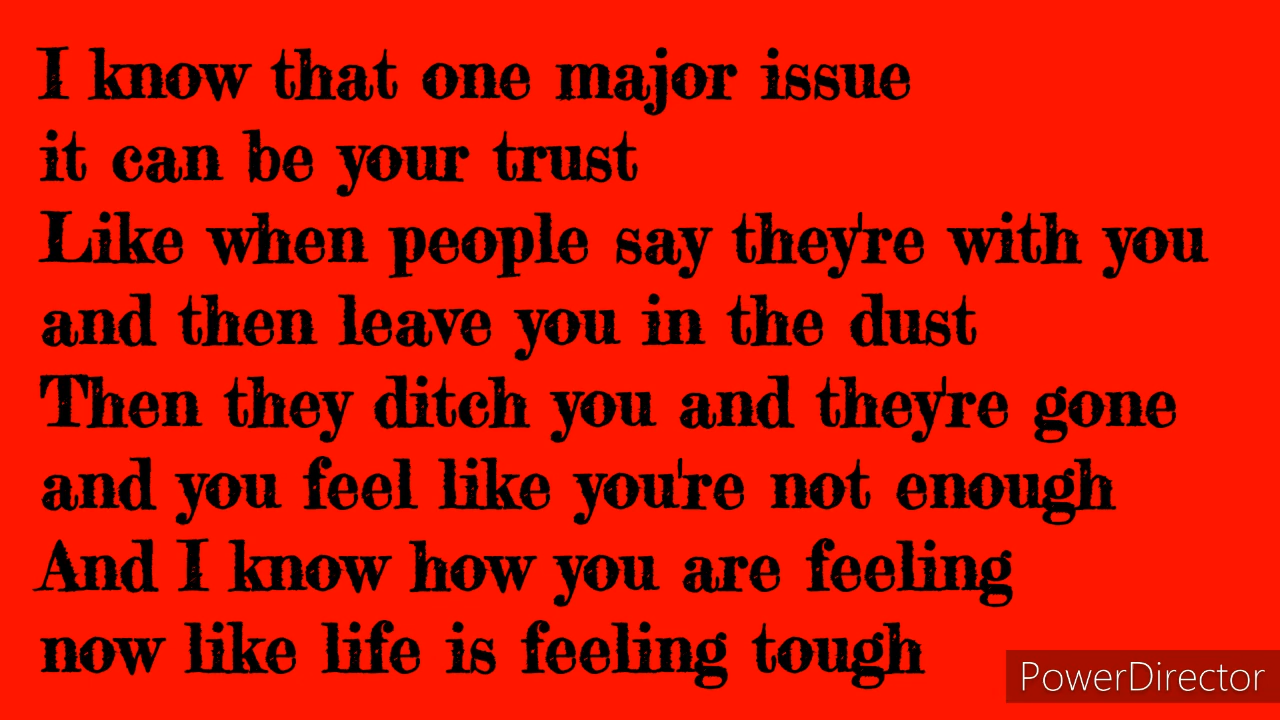 I know that one major issue
it can be your trust
Like when people say they're with you
and then leave you in the dust
Then they ditch you and they're gone
and you feel like you're not enough
And I know how you are feeling
now like life is feeling tough
PowerDirector